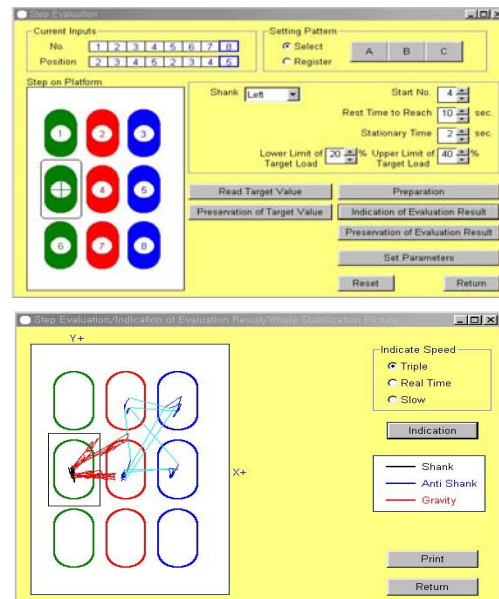 Step Evaluation
Current Inputs
No. 1 2 3 4 5 6 7 8
Position 2 3 4 5 2 3 4 5
Setting Pattern
Select
Register
A B C
Step on Platform.
1 2 3
4 5
6 7 8
Shank Left
Start No. 4
Rest Time to Reach 10 sec.
Stationary Time 2 sec.
Lower Limit of Target Load 20 % Upper Limit of Target Load 40 %
Read Target Value
Preparation
Preservation of Target Value
Indication of Evaluation Result
Preservation of Evaluation Result
Set Parameters
Reset
Return
Step Evaluation/Indication of Evaluation Result/Whole Stabilization Picture
Y+
X+
Indicate Speed
Triple
Real Time
Slow
Indication
Shank
Anti Shank
Gravity
Print
Return